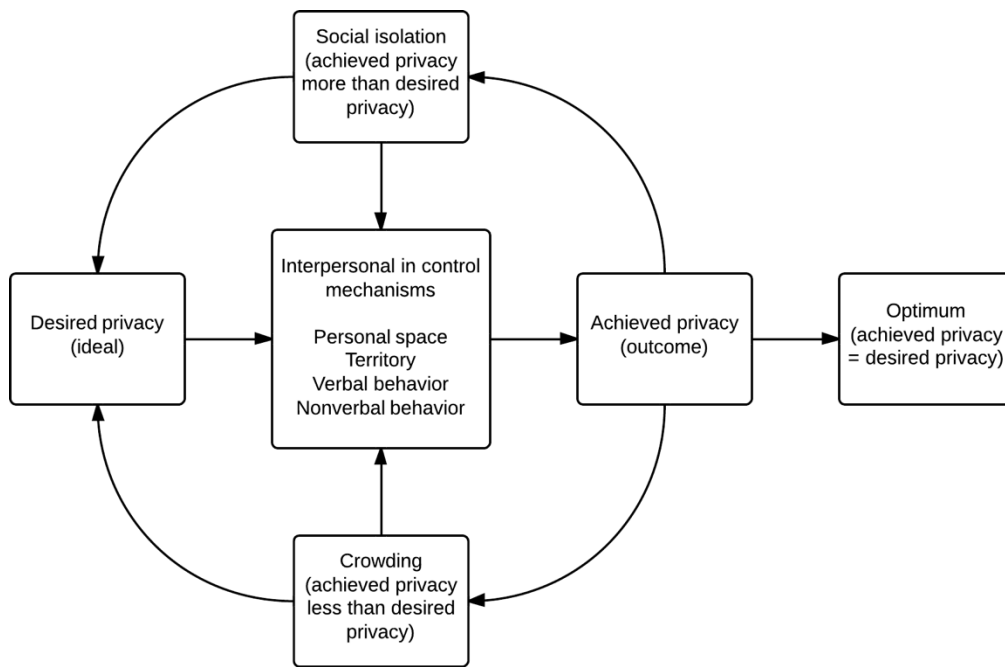 Social isolation
(achieved privacy
more than desired
privacy)
Desired privacy
(ideal)
Interpersonal in control
mechanisms
Personal space
Territory
Verbal behavior
Nonverbal behavior
Achieved privacy
(outcome)
Optimum
(achieved privacy
= desired privacy)
Crowding
(achieved privacy
less than desired
privacy)